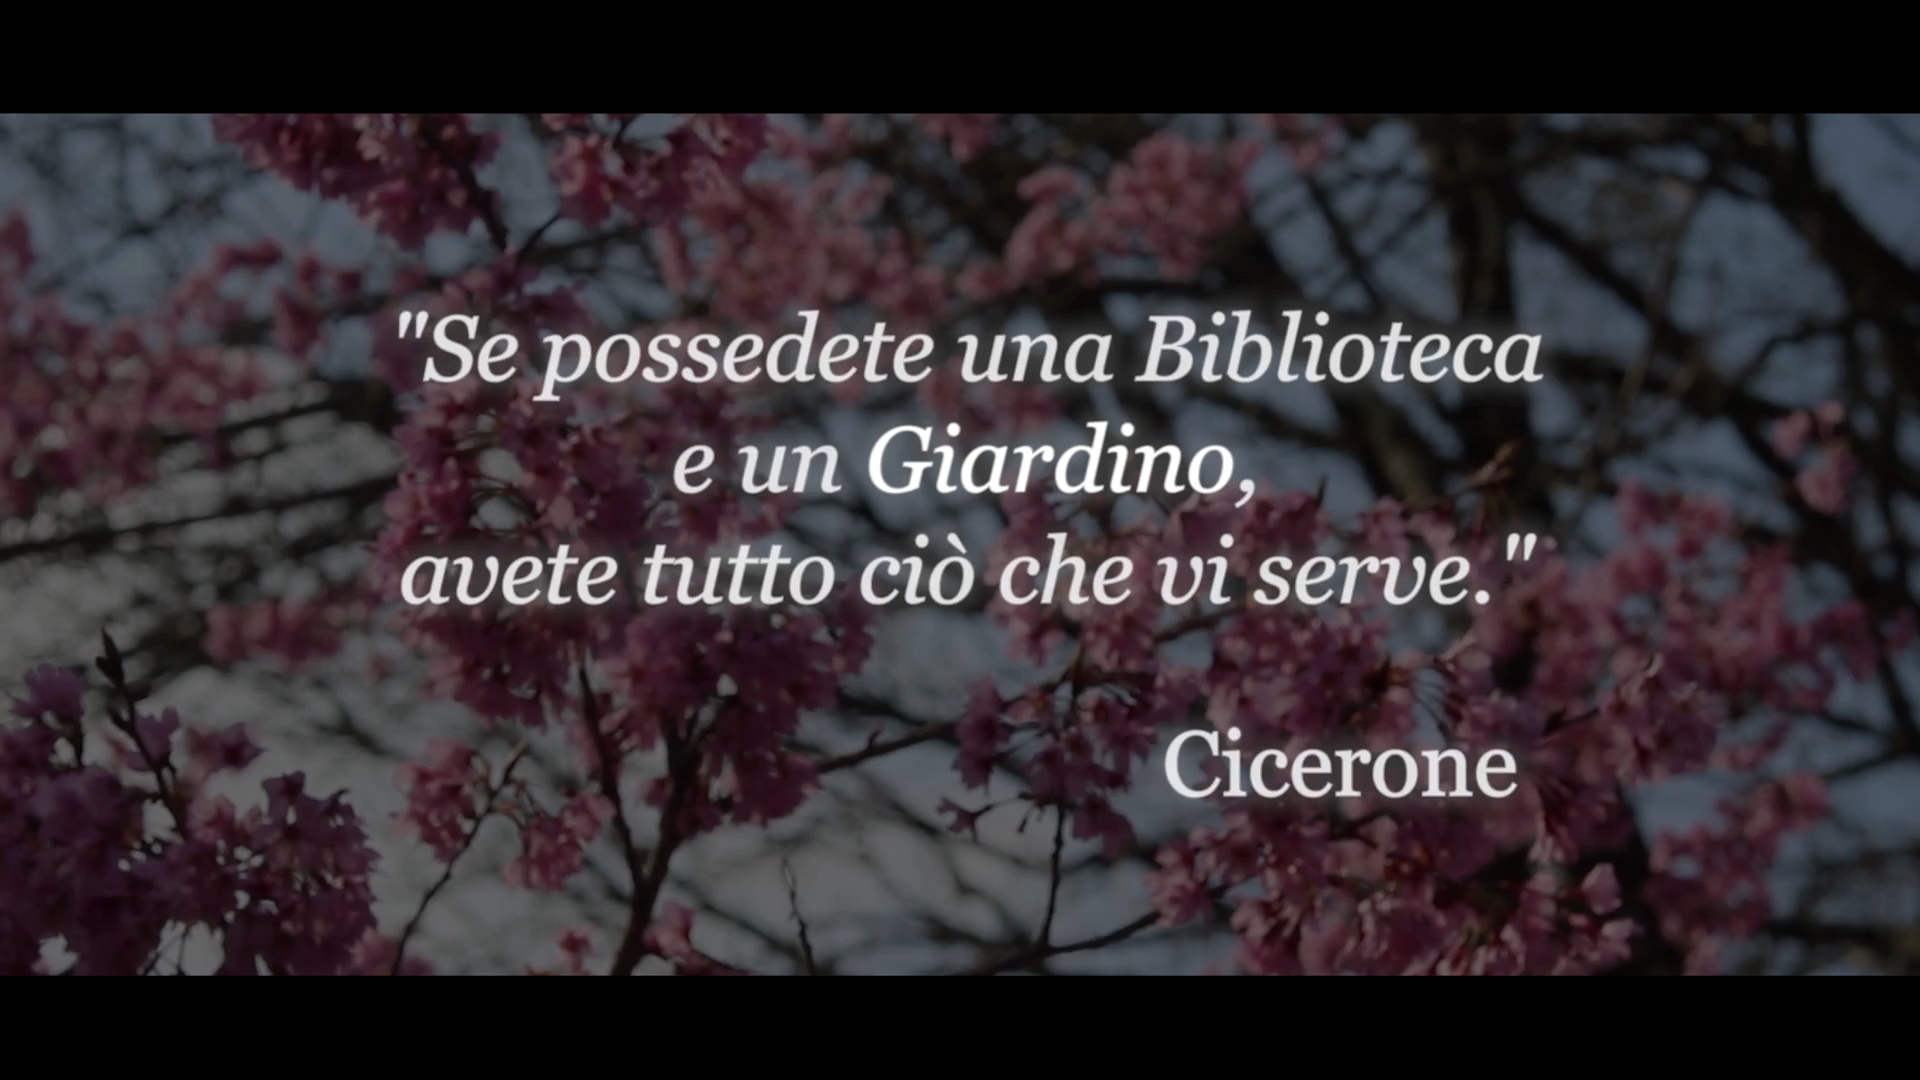 "Se possedete una Biblioteca
e un Giardino,
avete tutto ciò che vi serve."
Cicerone